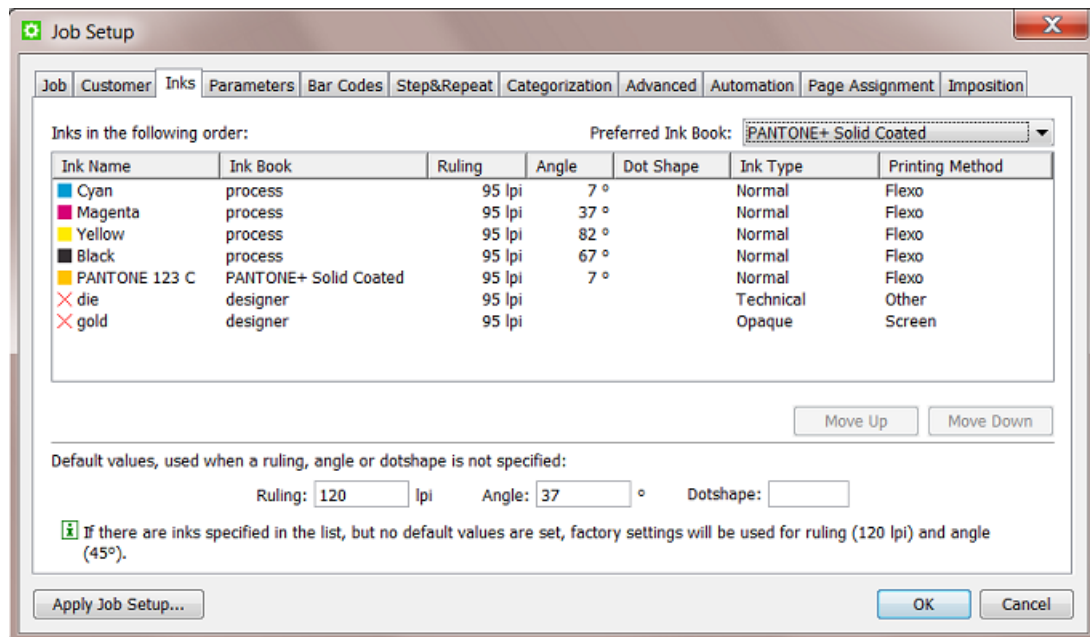 Job Setup
X
Job Customer Inks Parameters Bar Codes Step&Repeat Categorization Advanced Automation Page Assignment Imposition
Inks in the following order: Preferred Ink Book: PANTONE+ Solid Coated
Ink Name Ink Book Ruling Angle Dot Shape Ink Type Printing Method
Cyan process 95 lpi 7 º Normal Flexo
Magenta process 95 lpi 37 º Normal Flexo
Yellow process 95 lpi 82 º Normal Flexo
Black process 95 lpi 67 º Normal Flexo
PANTONE 123 C PANTONE+ Solid Coated 95 lpi 7 º Normal Flexo
die designer 95 lpi Technical Other
gold designer 95 lpi Opaque Screen
Move Up Move Down
Default values, used when a ruling, angle or dotshape is not specified:
Ruling: 120 lpi Angle: 37 º Dotshape:
If there are inks specified in the list, but no default values are set, factory settings will be used for ruling (120 lpi) and angle
(45º).
Apply Job Setup... OK Cancel